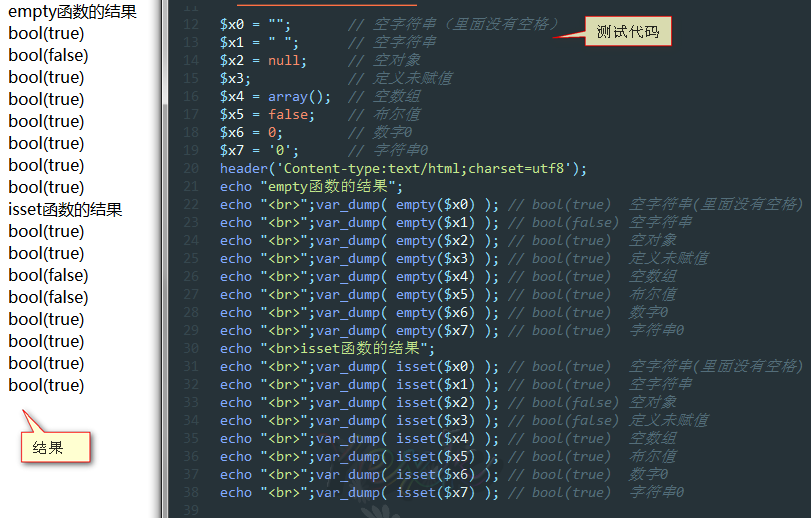 empty函数的结果
bool(true)
bool(false)
bool(true)
bool(true)
bool(true)
bool(true)
bool(true)
bool(true)
isset函数的结果
bool(true)
bool(true)
bool(false)
bool(false)
bool(true)
bool(true)
bool(true)
bool(true)
结果
11
12 $x0 = "";       // 空字符串（里面没有空格）
测试代码
13 $x1 = " ";      // 空字符串
14 $x2 = null;     // 空对象
15 $x3;            // 定义未赋值
16 $x4 = array();  // 空数组
17 $x5 = false;    // 布尔值
18 $x6 = 0;        // 数字0
19 $x7 = '0';      // 字符串0
20 header('Content-type:text/html;charset=utf8');
21 echo "empty函数的结果";
22 echo "<br>";var_dump( empty($x0) ); // bool(true)  空字符串(里面没有空格)
23 echo "<br>";var_dump( empty($x1) ); // bool(false) 空字符串
24 echo "<br>";var_dump( empty($x2) ); // bool(true)  空对象
25 echo "<br>";var_dump( empty($x3) ); // bool(true)  定义未赋值
26 echo "<br>";var_dump( empty($x4) ); // bool(true)  空数组
27 echo "<br>";var_dump( empty($x5) ); // bool(true)  布尔值
28 echo "<br>";var_dump( empty($x6) ); // bool(true)  数字0
29 echo "<br>";var_dump( empty($x7) ); // bool(true)  字符串0
30 echo "<br>isset函数的结果";
31 echo "<br>";var_dump( isset($x0) ); // bool(true)  空字符串(里面没有空格)
32 echo "<br>";var_dump( isset($x1) ); // bool(true)  空字符串
33 echo "<br>";var_dump( isset($x2) ); // bool(false) 空对象
34 echo "<br>";var_dump( isset($x3) ); // bool(false) 定义未赋值
35 echo "<br>";var_dump( isset($x4) ); // bool(true)  空数组
36 echo "<br>";var_dump( isset($x5) ); // bool(true)  布尔值
37 echo "<br>";var_dump( isset($x6) ); // bool(true)  数字0
38 echo "<br>";var_dump( isset($x7) ); // bool(true)  字符串0
39